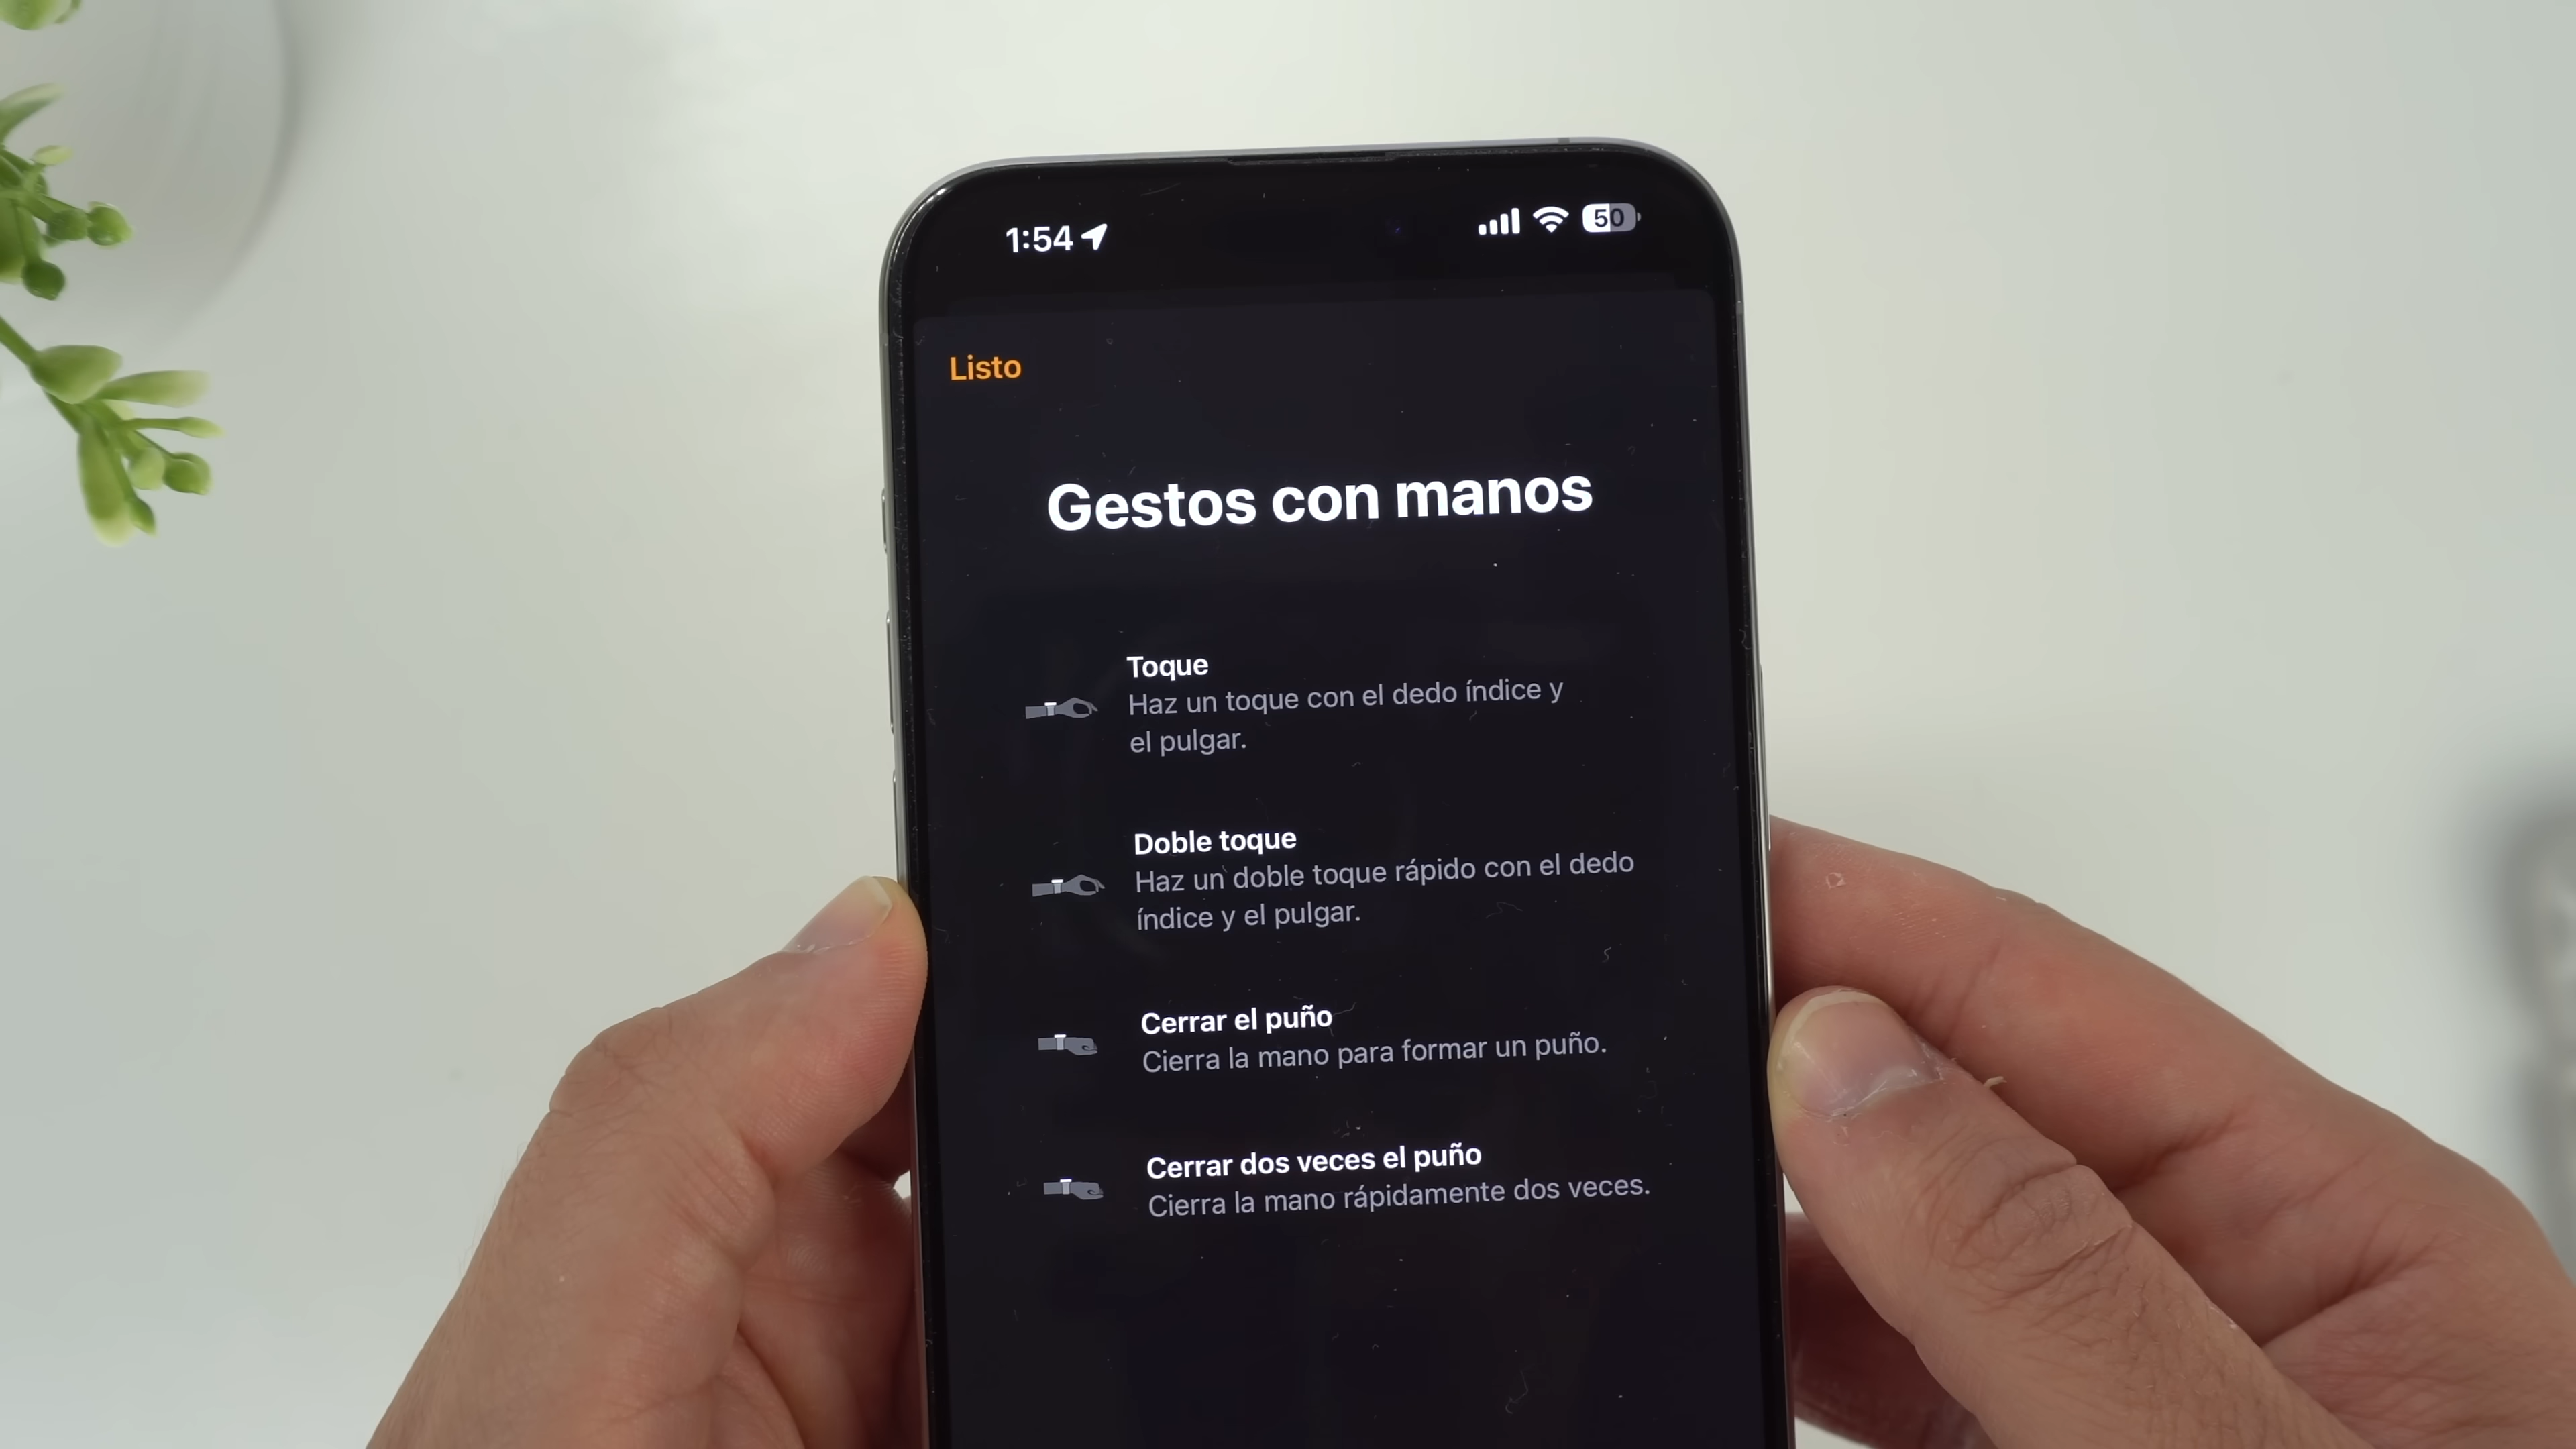 1:54
50
Listo
Gestos con manos
Toque
Haz un toque con el dedo índice y
el pulgar.
Doble toque
Haz un doble toque rápido con el dedo
índice y el pulgar.
Cerrar el puño
Cierra la mano para formar un puño.
Cerrar dos veces el puño
Cierra la mano rápidamente dos veces.